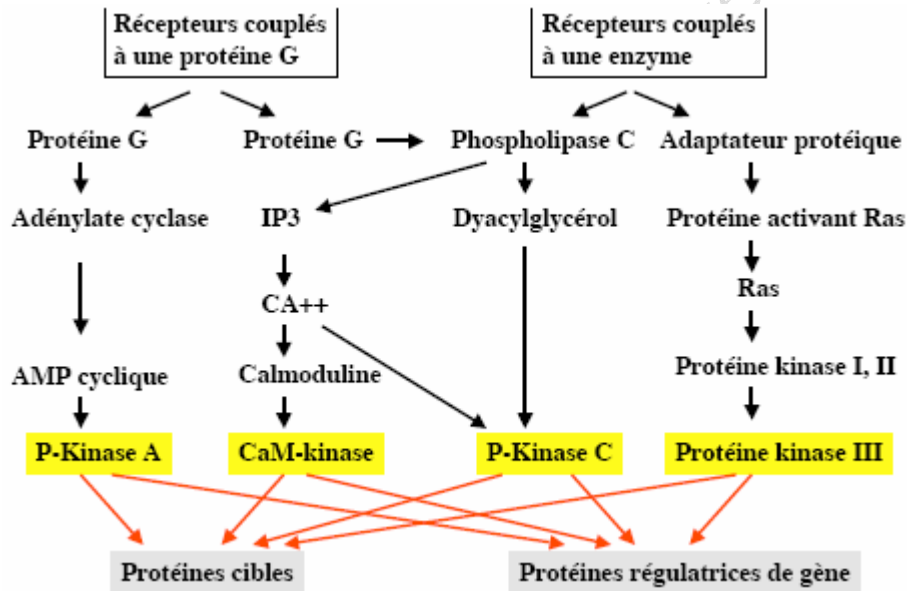 Récepteurs couplés
à une protéine G
Récepteurs couplés
à une enzyme
Protéine G
Protéine G
Phospholipase C
Adaptateur protéique
Adénylate cyclase
IP3
Dyacylglycérol
Protéine activant Ras
CA++
Ras
AMP cyclique
Calmoduline
Protéine kinase I, II
P-Kinase A
CaM-kinase
P-Kinase C
Protéine kinase III
Protéines cibles
Protéines régulatrices de gène